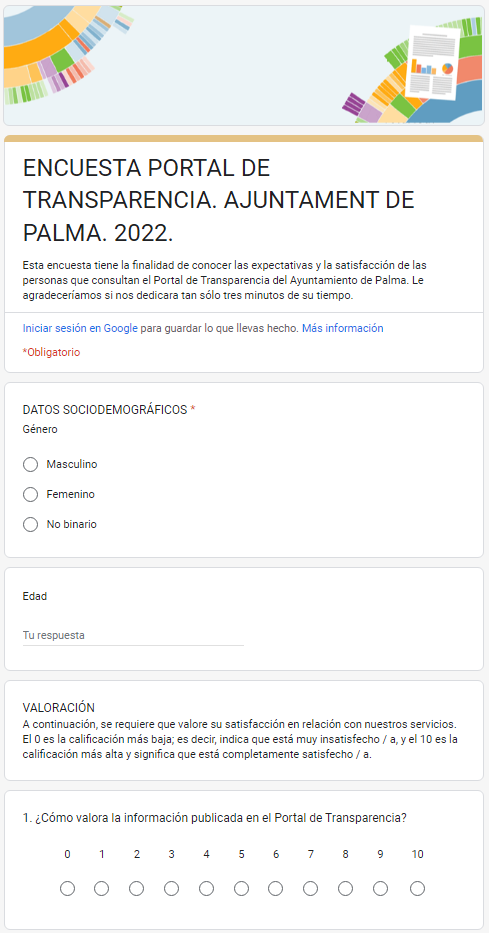 ENCUESTA PORTAL DE
TRANSPARENCIA. AJUNTAMENT DE
PALMA. 2022.
Esta encuesta tiene la finalidad de conocer las expectativas y la satisfacción de las
personas que consultan el Portal de Transparencia del Ayuntamiento de Palma. Le
agradeceríamos si nos dedicara tan sólo tres minutos de su tiempo.
Iniciar sesión en Google para guardar lo que llevas hecho. Más información
*Obligatorio
DATOS SOCIODEMOGRÁFICOS *
Género
Masculino
Femenino
No binario
Edad
Tu respuesta
VALORACIÓN
A continuación, se requiere que valore su satisfacción en relación con nuestros servicios.
El 0 es la calificación más baja; es decir, indica que está muy insatisfecho / a, y el 10 es la
calificación más alta y significa que está completamente satisfecho / a.
1. ¿Cómo valora la información publicada en el Portal de Transparencia?
0 1 2 3 4 5 6 7 8 9 10